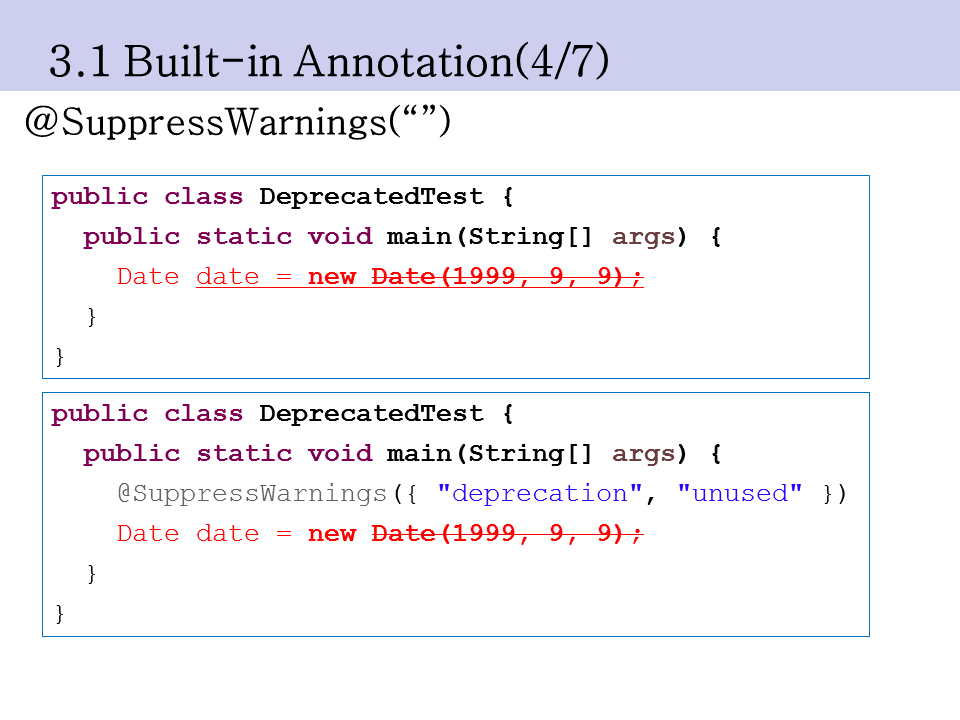 3.1 Built-in Annotation(4/7)
@SuppressWarnings(“”)
public class DeprecatedTest {
  public static void main(String[] args) {
    Date date = new Date(1999, 9, 9);
  }
}
public class DeprecatedTest {
  public static void main(String[] args) {
    @SuppressWarnings({ "deprecation", "unused" })
    Date date = new Date(1999, 9, 9);
  }
}